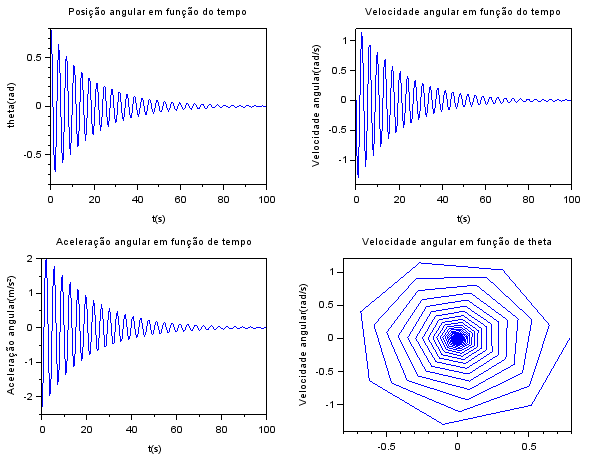 Posição angular em função do tempo
0.5
0
-0.5
theta(rad)
0 20 40 60 80 100
t(s)
Velocidade angular em função do tempo
1
0.5
0
-0.5
-1
Velocidade angular(rad/s)
0 20 40 60 80 100
t(s)
Aceleração angular em função de tempo
2
1
0
-1
-2
Aceleração angular(m/s²)
0 20 40 60 80 100
t(s)
Velocidade angular em função de theta
1
0.5
0
-0.5
-1
Velocidade angular(rad/s)
-0.5 0 0.5
theta(rad)